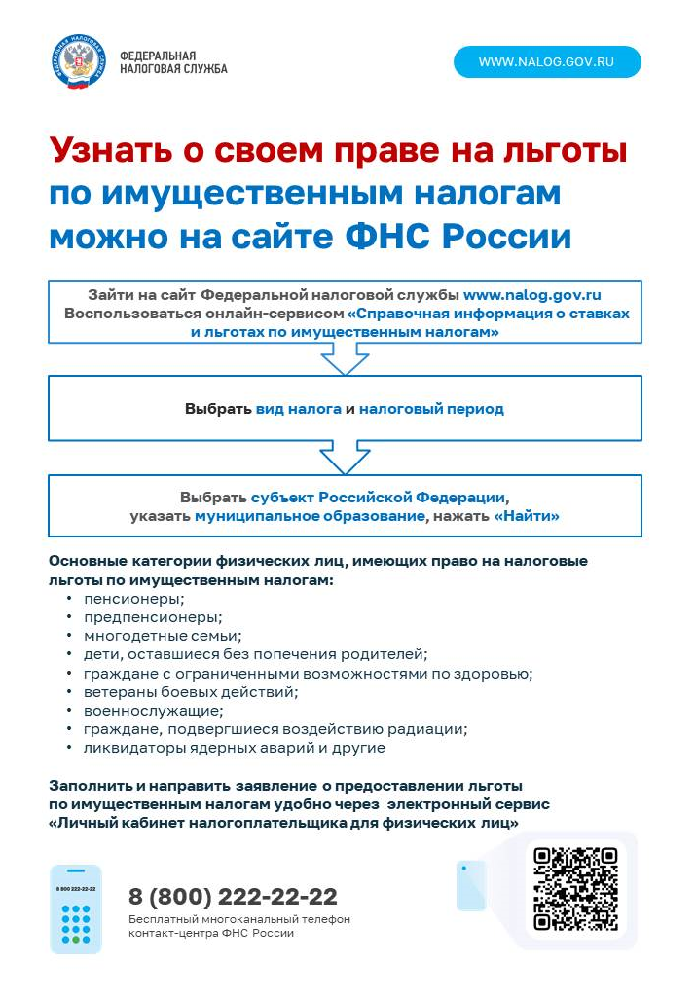 ФЕДЕРАЛЬНАЯ НАЛОГОВАЯ СЛУЖБА
ФЕДЕРАЛЬНАЯ
НАЛОГОВАЯ СЛУЖБА
WWW.NALOG.GOV.RU
Узнать о своем праве на льготы
по имущественным налогам
можно на сайте ФНС России
Зайти на сайт Федеральной налоговой службы www.nalog.gov.ru
Воспользоваться онлайн-сервисом «Справочная информация о ставках
и льготах по имущественным налогам»
Выбрать вид налога и налоговый период
Выбрать субъект Российской Федерации,
указать муниципальное образование, нажать «Найти»
Основные категории физических лиц, имеющих право на налоговые
льготы по имущественным налогам:
• пенсионеры;
• предпенсионеры;
• многодетные семьи;
• дети, оставшиеся без попечения родителей;
• граждане с ограниченными возможностями по здоровью;
• ветераны боевых действий;
• военнослужащие;
• граждане, подвергшиеся воздействию радиации;
• ликвидаторы ядерных аварий и другие
Заполнить и направить заявление о предоставлении льготы
по имущественным налогам удобно через электронный сервис
«Личный кабинет налогоплательщика для физических лиц»
8 800 222-22-22
8 (800) 222-22-22
Бесплатный многоканальный телефон
контакт-центра ФНС России